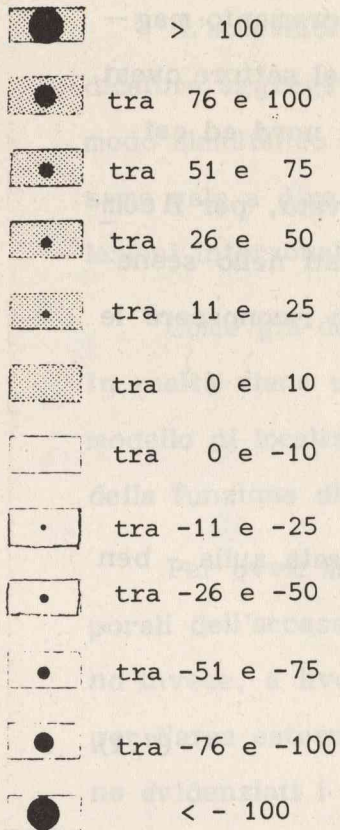 > 100
tra 76 e 100
tra 51 e 75
tra 26 e 50
tra 11 e 25
tra 0 e 10
tra 0 e -10
tra -11 e -25
tra -26 e -50
tra -51 e -75
tra -76 e -100
< - 100